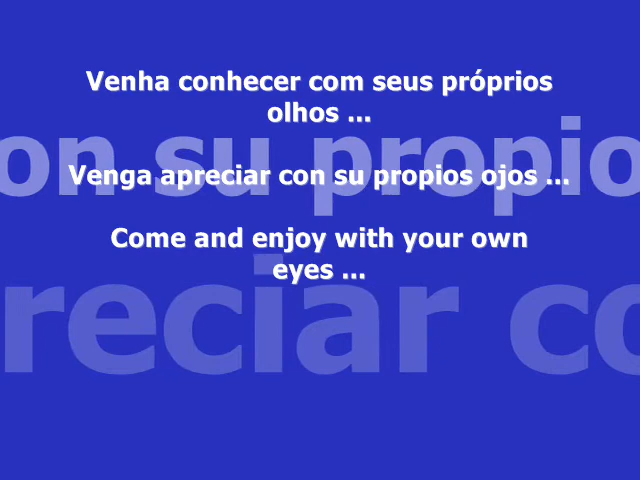 Venha conhecer com seus próprios
olhos ...
on su propio
Venga apreciar con su propios ojos ...
Come and enjoy with your own
eyes ...
reciar co